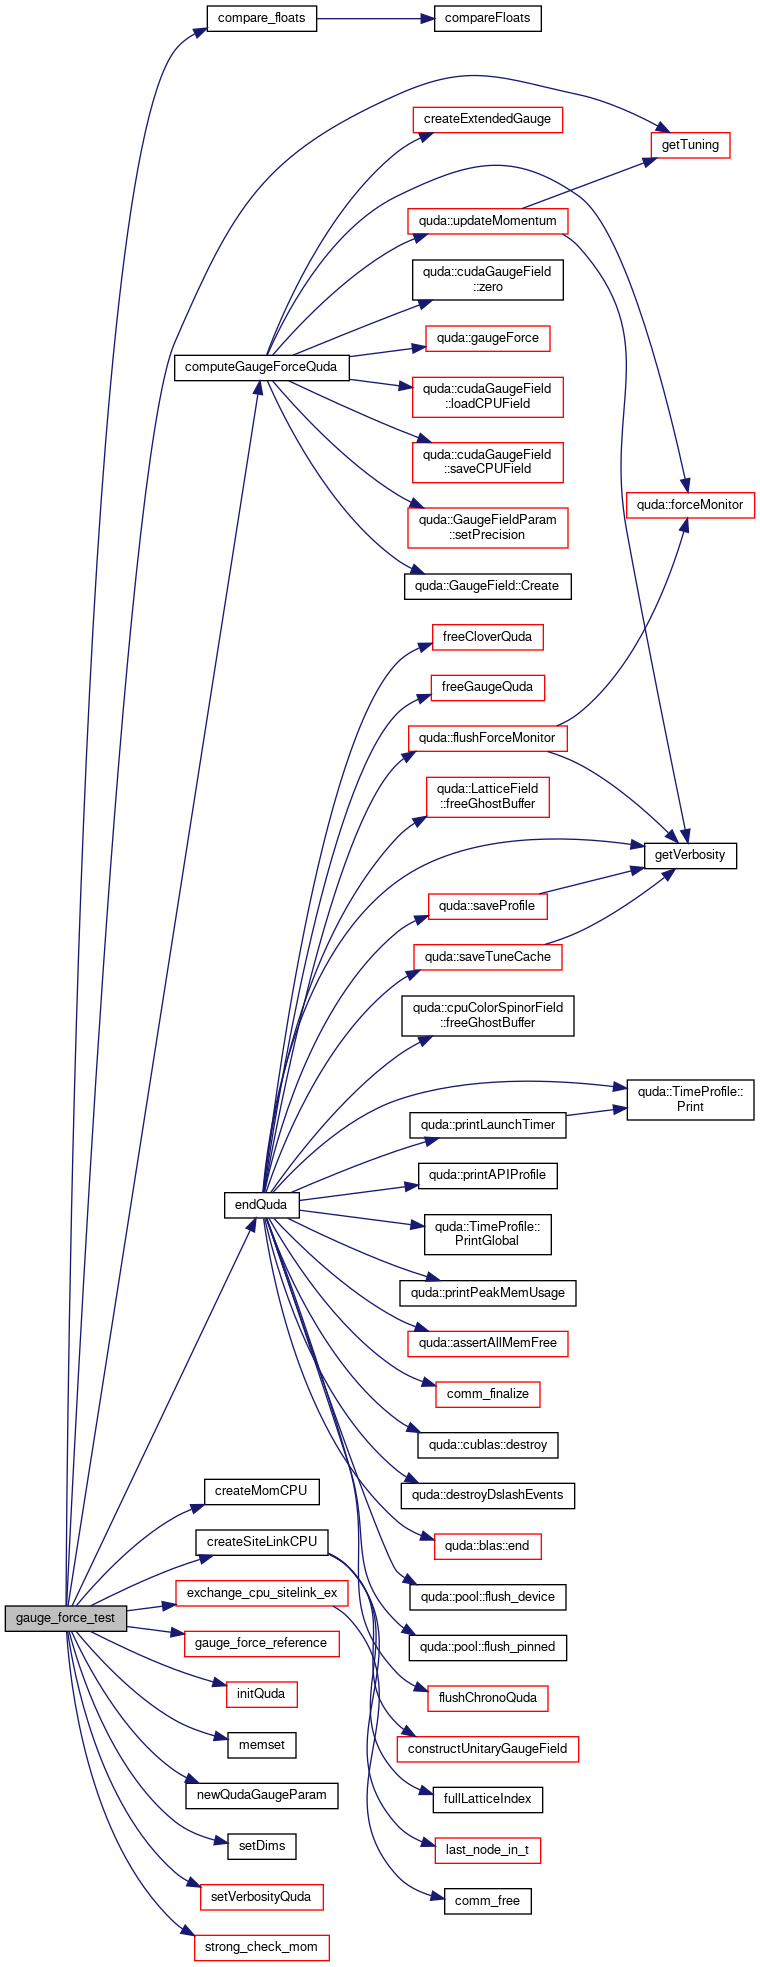 compare_floats
compareFloats
createExtendedGauge
getTuning
quda::updateMomentum
quda::cudaGaugeField
::zero
quda::gaugeForce
computeGaugeForceQuda
quda::cudaGaugeField
::loadCPUField
quda::cudaGaugeField
::saveCPUField
quda::forceMonitor
quda::GaugeFieldParam
::setPrecision
quda::GaugeField::Create
freeCloverQuda
freeGaugeQuda
quda::flushForceMonitor
quda::LatticeField
::freeGhostBuffer
getVerbosity
quda::saveProfile
quda::saveTuneCache
quda::cpuColorSpinorField
::freeGhostBuffer
quda::TimeProfile::
Print
quda::printLaunchTimer
quda::printAPIProfile
endQuda
quda::TimeProfile::
PrintGlobal
quda::printPeakMemUsage
quda::assertAllMemFree
comm_finalize
quda::cublas::destroy
createMomCPU
quda::destroyDslashEvents
createSiteLinkCPU
quda::blas::end
exchange_cpu_sitelink_ex
quda::pool::flush_device
gauge_force_test
gauge_force_reference
quda::pool::flush_pinned
initQuda
flushChronoQuda
memset
constructUnitaryGaugeField
newQudaGaugeParam
fullLatticeIndex
setDims
last_node_in_t
setVerbosityQuda
comm_free
strong_check_mom